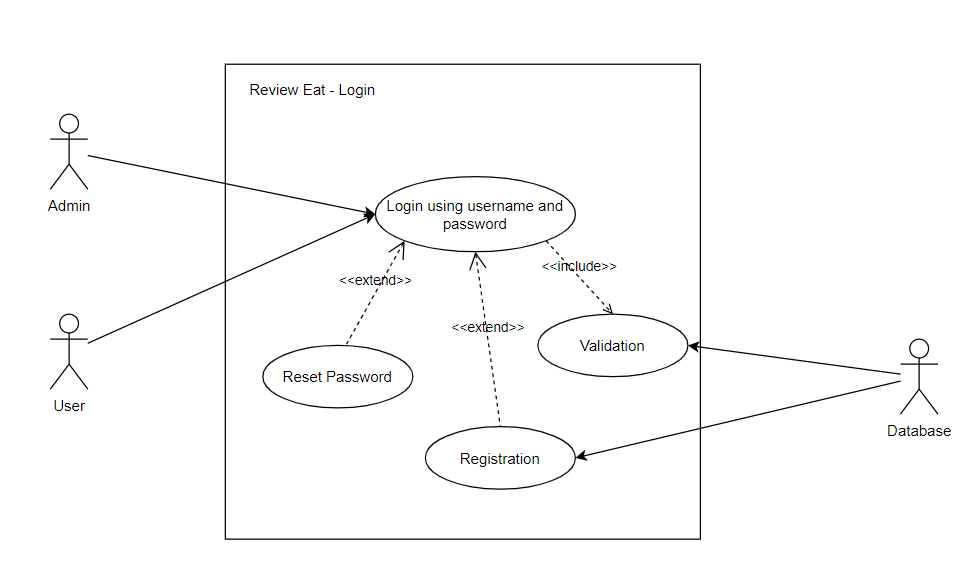 Review Eat - Login
Admin
Login using username and
password
<<include>>
<<extend>>
<<extend>>
Validation
Reset Password
User
Database
Registration